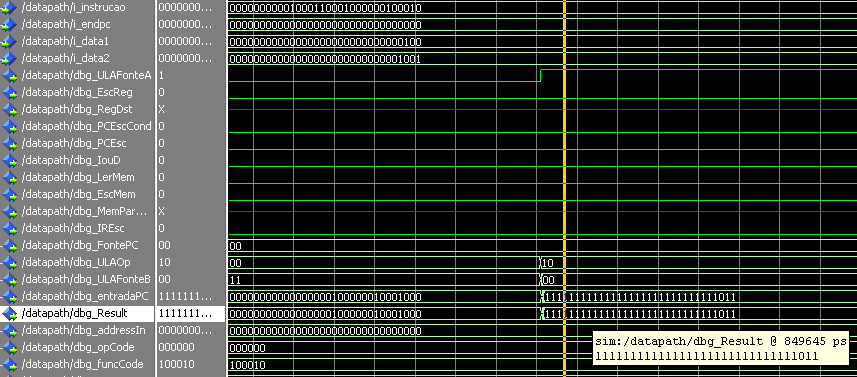 /datapath/i_instrucao 0000000... 00000000001000110001000000100010
/datapath/i_endpc 0000000... 00000000000000000000000000000000
/datapath/i_data1 0000000... 00000000000000000000000000000100
/datapath/i_data2 0000000... 00000000000000000000000000001001
/datapath/dbg_ULAFonteA 1
/datapath/dbg_EscReg 0
/datapath/dbg_RegDst X
/datapath/dbg_PCEscCond 0
/datapath/dbg_PCEsc 0
/datapath/dbg_IouD 0
/datapath/dbg_LerMem 0
/datapath/dbg_EscMem 0
/datapath/dbg_MemPar... X
/datapath/dbg_IREsc 0
/datapath/dbg_FontePC 00 00
/datapath/dbg_ULAOp 10 00 10
/datapath/dbg_ULAFonteB 00 11 00
/datapath/dbg_entradaPC 1111111... 00000000000000000100000010001000 11111111111111111111111111111011
/datapath/dbg_Result 1111111... 00000000000000000100000010001000 11111111111111111111111111111011
/datapath/dbg_addressIn 0000000... 00000000000000000000000000000000
/datapath/dbg_opCode 000000 000000
/datapath/dbg_funcCode 100010 100010
sim:/datapath/dbg_Result @ 849645 ps
11111111111111111111111111111011